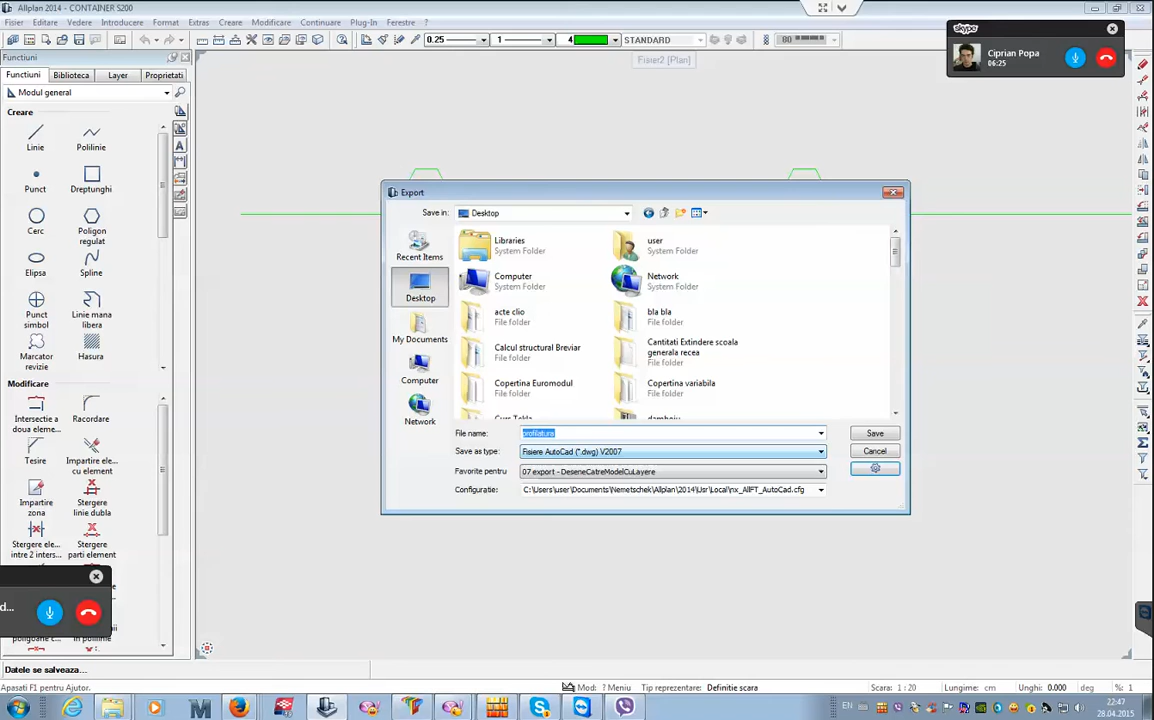 Allplan 2014 - CONTAINER S200
Fisier Editare Vedere Introducere Format Extras Creare Modificare Continuare Plug-In Ferestre ?
0.25 1 4 STANDARD 80
Functiuni
Functiuni Biblioteca Layer Proprietati
Modul general
Creare
Linie Polilinie
Punct Dreptunghi
Cerc Poligon regulat
Elipsa Spline
Punct simbol Linie mana libera
Marcator revizie Hasura
Modificare
Intersectie a doua eleme... Racordare
Tesire Impartire ele... cu element
Impartire zona Stergere linie dubla
Stergere ele... intre 2 inters... Stergere parti element
Fisier2 [Plan]
skype
Ciprian Popa
06:25
Export
Save in: Desktop
Recent Items
Desktop
My Documents
Computer
Network
Libraries
System Folder
user
System Folder
Computer
System Folder
Network
System Folder
acte clio
File folder
bla bla
File folder
Calcul structural Breviar
File folder
Cantitati Extindere scoala generala recea
File folder
Copertina Euromodul
File folder
Copertina variabila
File folder
Curs Tekla
File name: profilatura Save
Save as type: Fisiere AutoCad (*.dwg) V2007 Cancel
Favorite pentru 07 export - DeseneCatreModelCuLayere
Configuratie: C:\Users\user\Documents\Nemetschek\Allplan\2014\Usr\Local\nx_AllFT_AutoCad.cfg
d...
Datele se salveaza...
Apasati F1 pentru Ajutor. Mod: ? Meniu Tip reprezentare: Definitie scara Scara: 1 : 20 Lungime: cm Unghi: 0.000 deg % 1
EN 22:47
28.04.2015